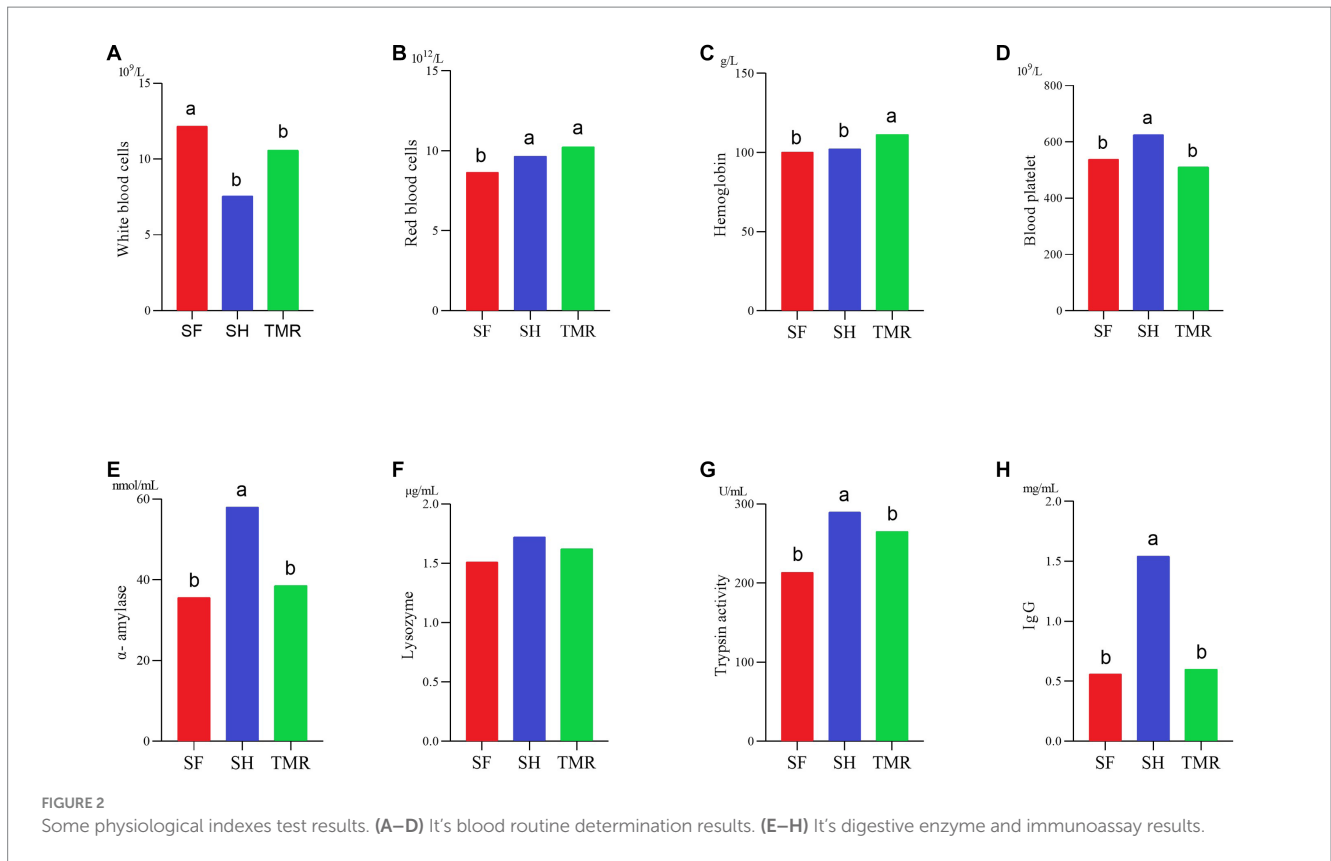 A
10⁹/L
White blood cells
15
10
5
0
a
b
b
SF SH TMR
B
10¹²/L
Red blood cells
15
10
5
0
b
a
a
SF SH TMR
C
g/L
Hemoglobin
150
100
50
0
b
b
a
SF SH TMR
D
10⁹/L
Blood platelet
800
600
400
200
0
b
a
b
SF SH TMR
E
nmol/mL
α- amylase
60
40
20
0
b
a
b
SF SH TMR
F
μg/mL
Lysozyme
2.0
1.5
1.0
0.5
0.0
SF SH TMR
G
U/mL
Trypsin activity
300
200
100
0
b
a
b
SF SH TMR
H
mg/mL
IgG
2.0
1.5
1.0
0.5
0.0
b
a
b
SF SH TMR
FIGURE 2
Some physiological indexes test results. (A–D) It’s blood routine determination results. (E–H) It’s digestive enzyme and immunoassay results.